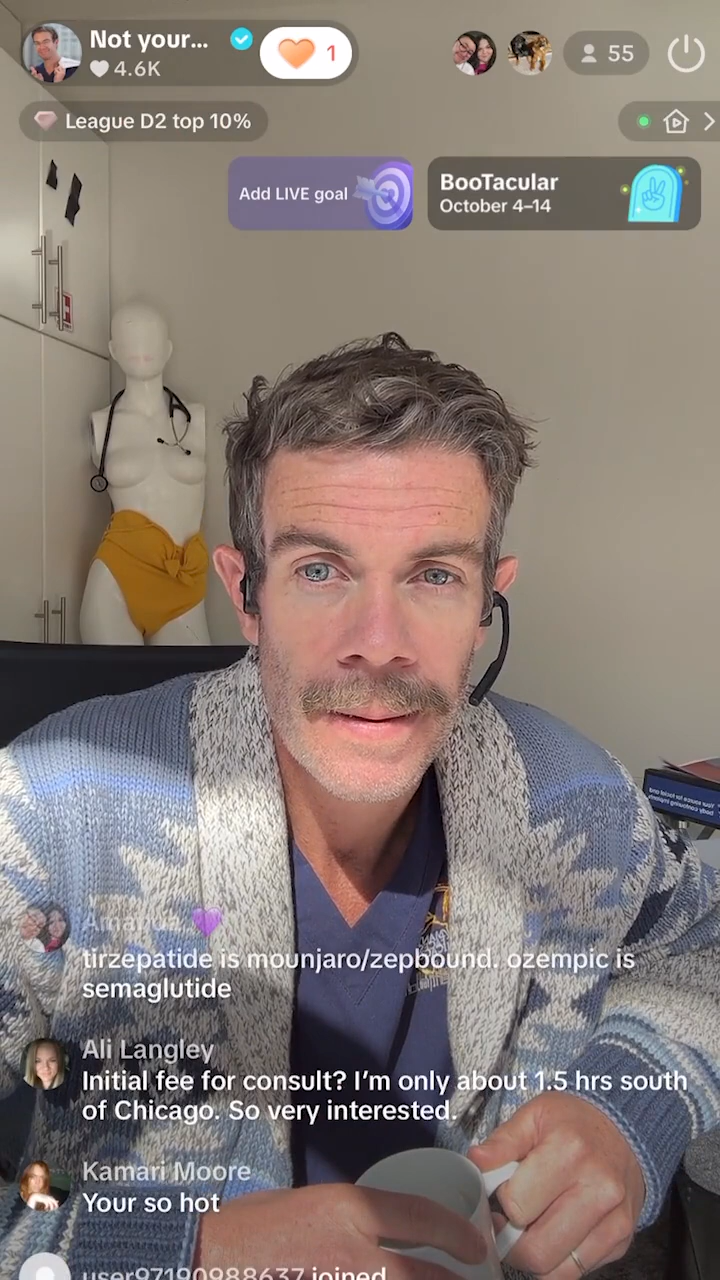 Not your...
4.6K
1
55
League D2 top 10%
Add LIVE goal
BooTacular
October 4–14
tirzepatide is mounjaro/zepbound. ozempic is
semaglutide
Ali Langley
Initial fee for consult? I'm only about 1.5 hrs south
of Chicago. So very interested.
Kamari Moore
Your so hot
user97190988637 joined